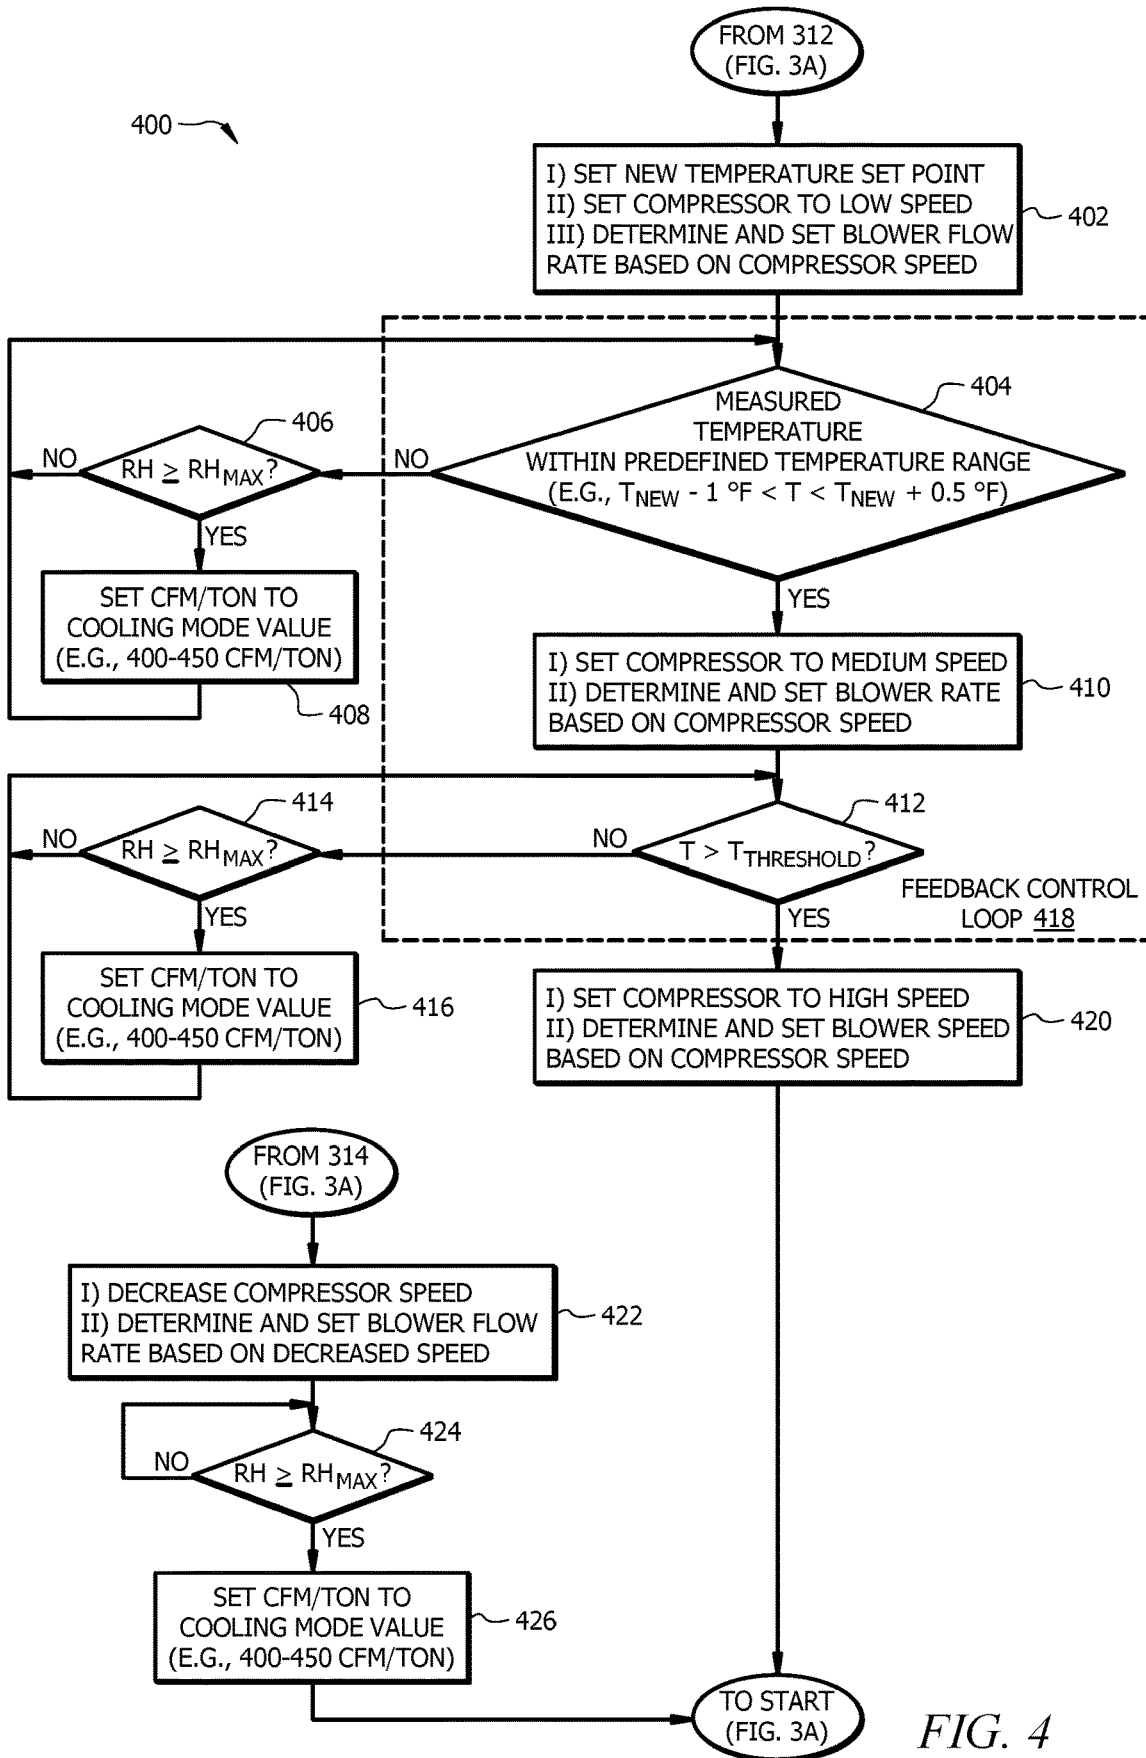 FROM 312
(FIG. 3A)
400
I) SET NEW TEMPERATURE SET POINT
II) SET COMPRESSOR TO LOW SPEED
III) DETERMINE AND SET BLOWER FLOW
RATE BASED ON COMPRESSOR SPEED
402
404
MEASURED
TEMPERATURE
WITHIN PREDEFINED TEMPERATURE RANGE
(E.G., TNEW - 1 °F < T < TNEW + 0.5 °F)
NO
YES
406
RH ≥ RHMAX?
NO
YES
SET CFM/TON TO
COOLING MODE VALUE
(E.G., 400-450 CFM/TON)
408
I) SET COMPRESSOR TO MEDIUM SPEED
II) DETERMINE AND SET BLOWER RATE
BASED ON COMPRESSOR SPEED
410
412
T > TTHRESHOLD?
NO
YES
FEEDBACK CONTROL
LOOP 418
414
RH ≥ RHMAX?
NO
YES
SET CFM/TON TO
COOLING MODE VALUE
(E.G., 400-450 CFM/TON)
416
I) SET COMPRESSOR TO HIGH SPEED
II) DETERMINE AND SET BLOWER SPEED
BASED ON COMPRESSOR SPEED
420
FROM 314
(FIG. 3A)
I) DECREASE COMPRESSOR SPEED
II) DETERMINE AND SET BLOWER FLOW
RATE BASED ON DECREASED SPEED
422
424
RH ≥ RHMAX?
NO
YES
SET CFM/TON TO
COOLING MODE VALUE
(E.G., 400-450 CFM/TON)
426
TO START
(FIG. 3A)
FIG. 4